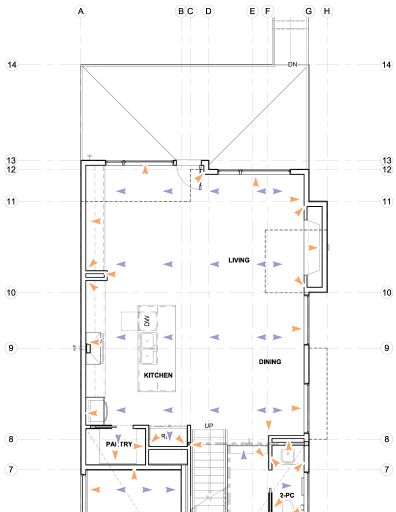 A B C D E F G H
DN
14 14
13 13
12 12
11 11
LIVING
10 10
DW
9 9
DINING
KITCHEN
UP
8 8
PANTRY
7 7
2-PC